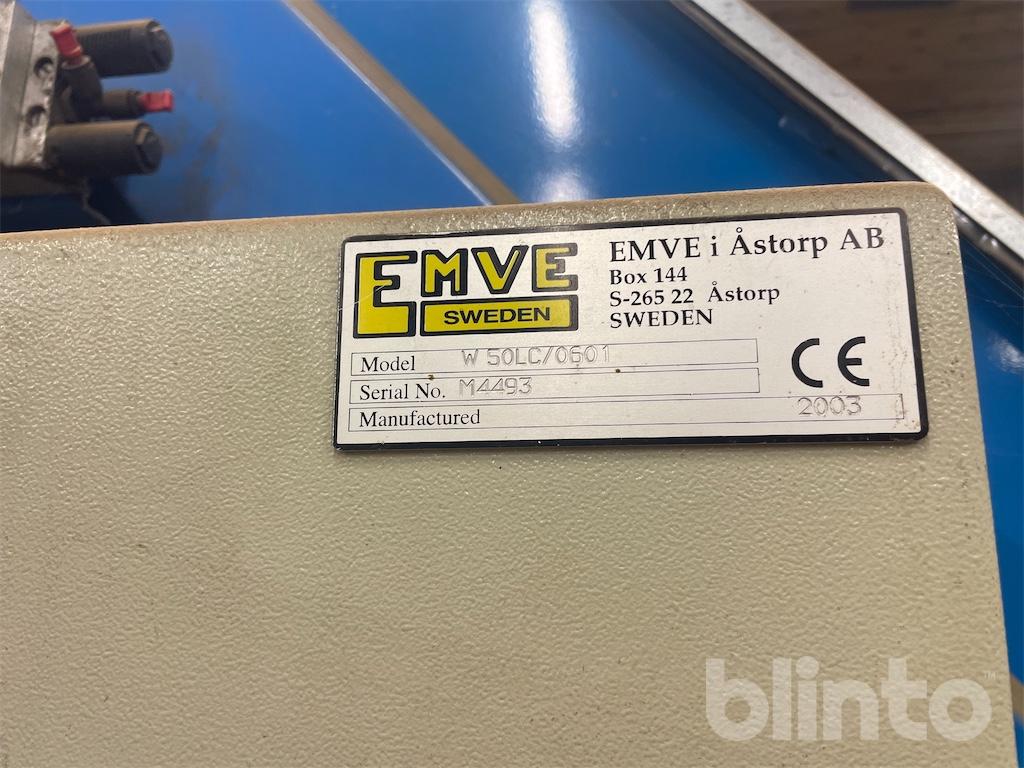 EMVE
SWEDEN
EMVE i Åstorp AB
Box 144
S-265 22 Åstorp
SWEDEN
Model W 50LC/0601
Serial No. M4493
CE
Manufactured 2003
blinto™